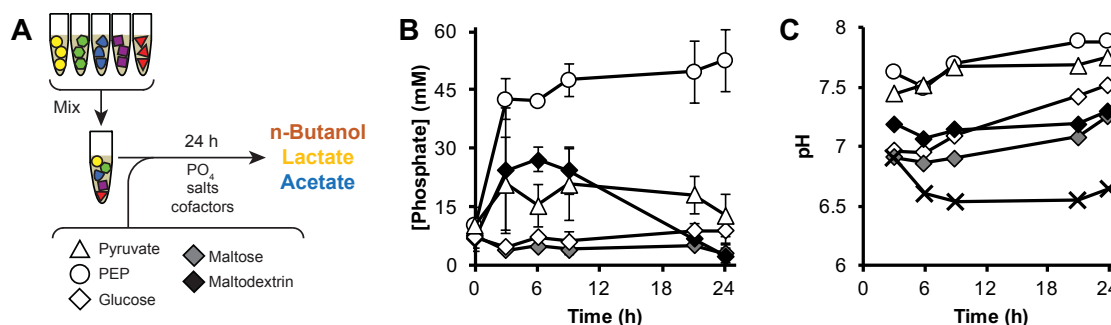 A
Mix
24 h
PO4
salts
cofactors
n-Butanol
Lactate
Acetate
Pyruvate
PEP
Glucose
Maltose
Maltodextrin
B
[Phosphate] (mM)
60
45
30
15
0
0 6 12 18 24
Time (h)
C
pH
8
7.5
7
6.5
6
0 6 12 18 24
Time (h)